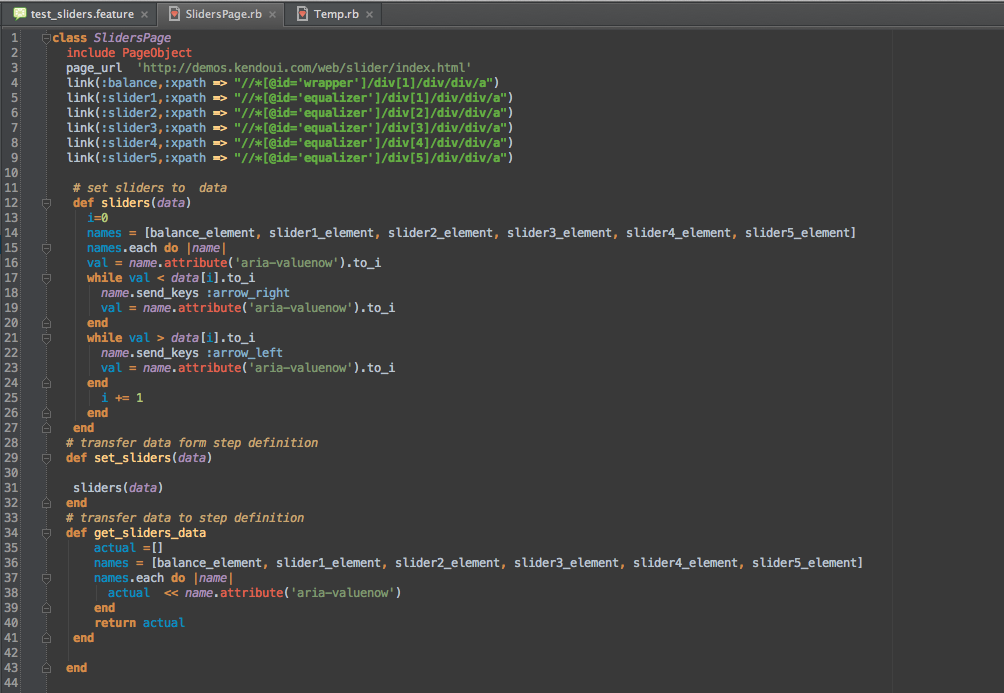 test_sliders.feature × SlidersPage.rb × Temp.rb ×
1 class SlidersPage
2 include PageObject
3 page_url 'http://demos.kendoui.com/web/slider/index.html'
4 link(:balance,:xpath => "//*[@id='wrapper']/div[1]/div/div/a")
5 link(:slider1,:xpath => "//*[@id='equalizer']/div[1]/div/div/a")
6 link(:slider2,:xpath => "//*[@id='equalizer']/div[2]/div/div/a")
7 link(:slider3,:xpath => "//*[@id='equalizer']/div[3]/div/div/a")
8 link(:slider4,:xpath => "//*[@id='equalizer']/div[4]/div/div/a")
9 link(:slider5,:xpath => "//*[@id='equalizer']/div[5]/div/div/a")
10
11 # set sliders to  data
12 def sliders(data)
13 i=0
14 names = [balance_element, slider1_element, slider2_element, slider3_element, slider4_element, slider5_element]
15 names.each do |name|
16 val = name.attribute('aria-valuenow').to_i
17 while val < data[i].to_i
18 name.send_keys :arrow_right
19 val = name.attribute('aria-valuenow').to_i
20 end
21 while val > data[i].to_i
22 name.send_keys :arrow_left
23 val = name.attribute('aria-valuenow').to_i
24 end
25 i += 1
26 end
27 end
28 # transfer data form step definition
29 def set_sliders(data)
30
31 sliders(data)
32 end
33 # transfer data to step definition
34 def get_sliders_data
35 actual =[]
36 names = [balance_element, slider1_element, slider2_element, slider3_element, slider4_element, slider5_element]
37 names.each do |name|
38 actual  << name.attribute('aria-valuenow')
39 end
40 return actual
41 end
42
43 end
44